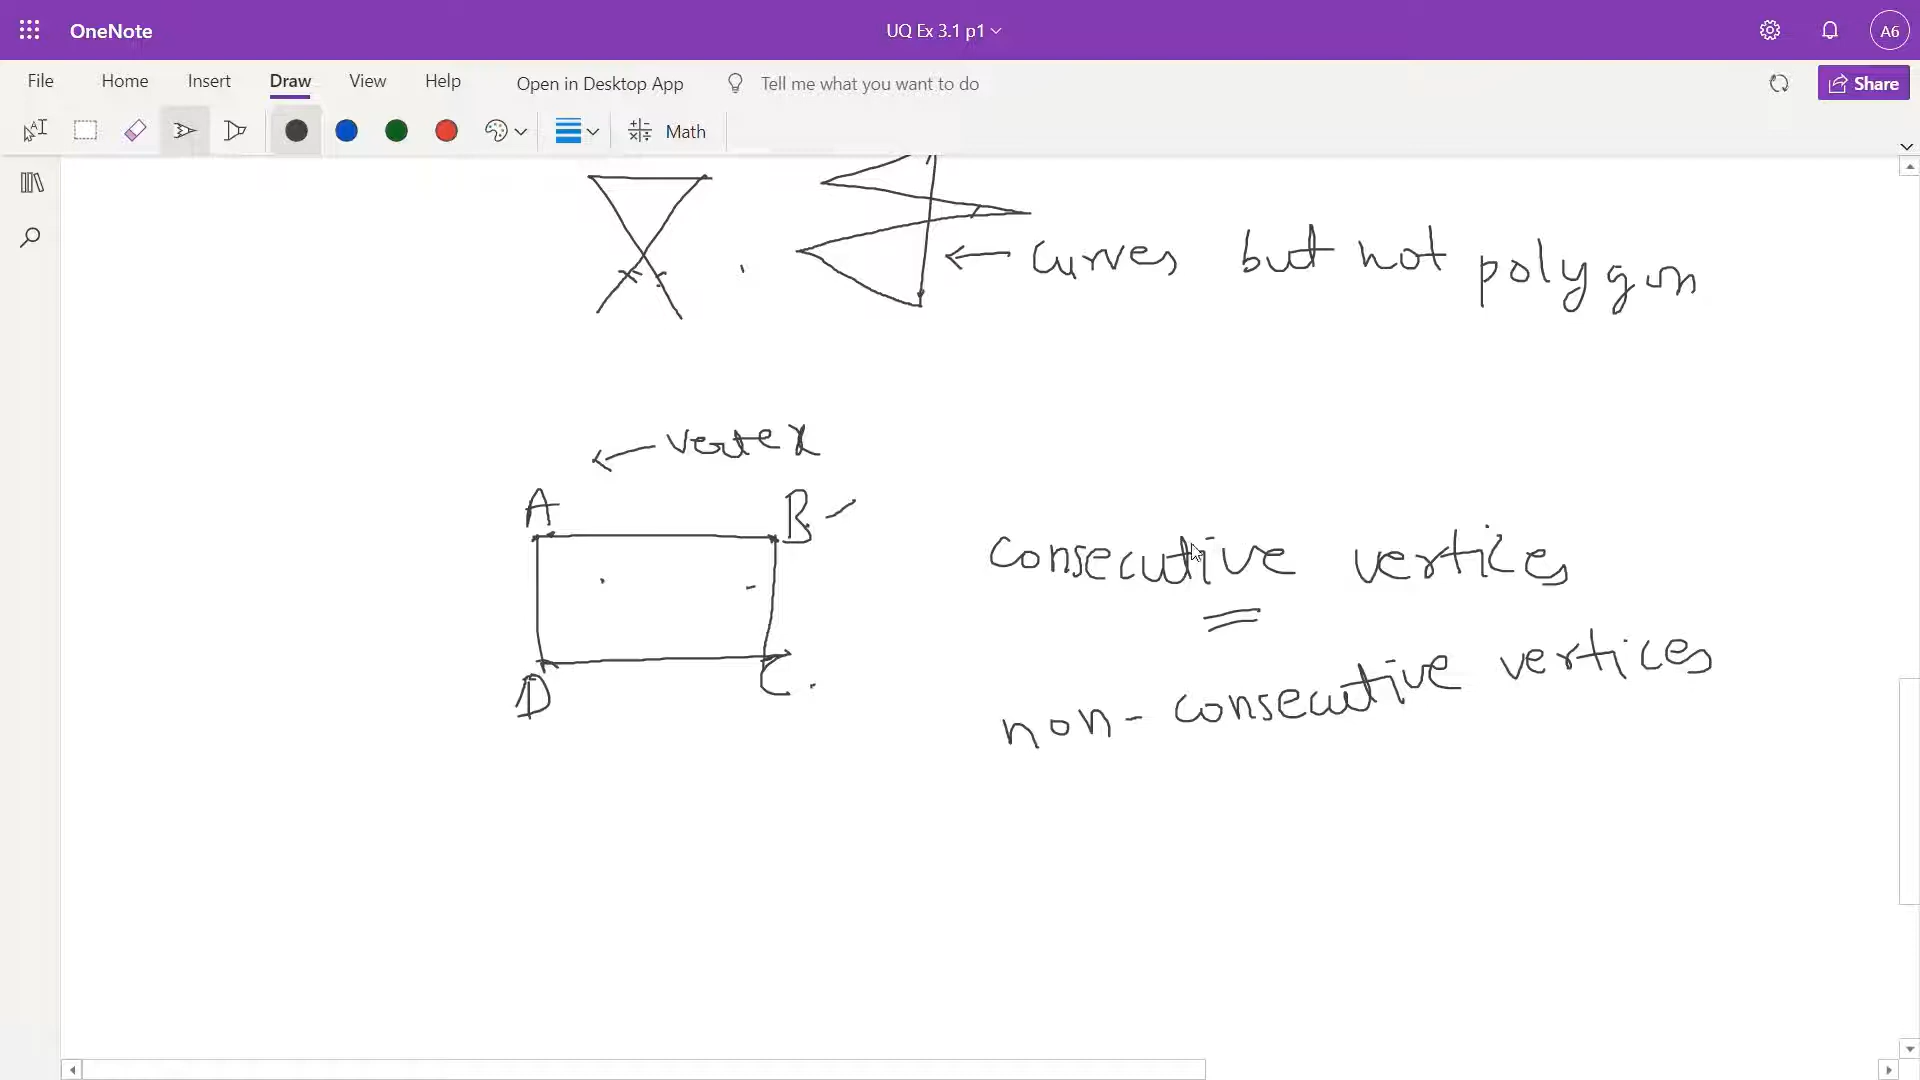 OneNote
UQ Ex 3.1 p1
A6
File Home Insert Draw View Help Open in Desktop App Tell me what you want to do
Share
Math
curves but not polygon
vertex
A B
consecutive vertices
D C
non-consecutive vertices